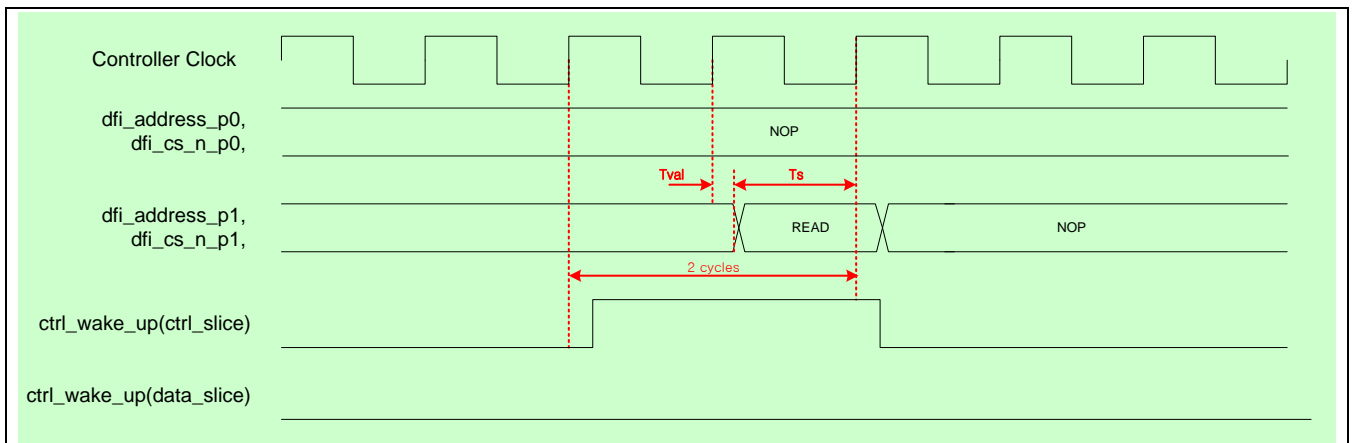 Controller Clock
dfi_address_p0,
dfi_cs_n_p0,
NOP
Tval
Ts
dfi_address_p1,
dfi_cs_n_p1,
READ
NOP
2 cycles
ctrl_wake_up(ctrl_slice)
ctrl_wake_up(data_slice)